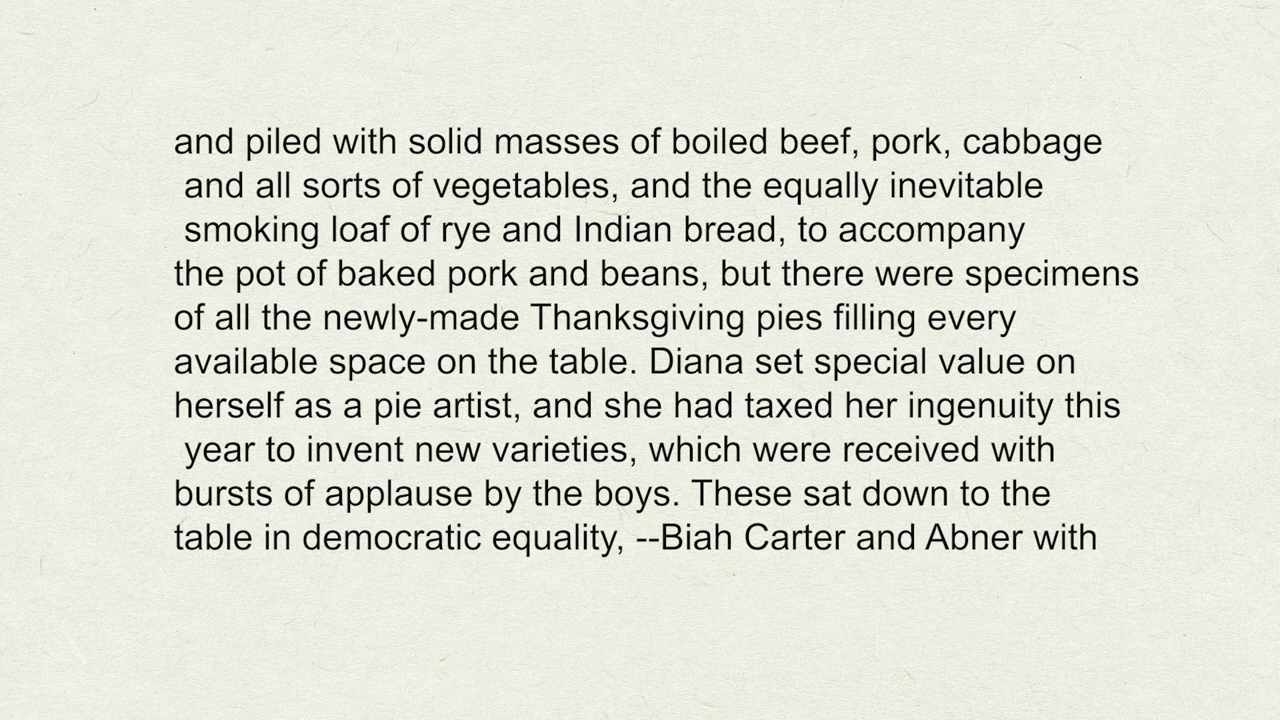 and piled with solid masses of boiled beef, pork, cabbage
and all sorts of vegetables, and the equally inevitable
smoking loaf of rye and Indian bread, to accompany
the pot of baked pork and beans, but there were specimens
of all the newly-made Thanksgiving pies filling every
available space on the table. Diana set special value on
herself as a pie artist, and she had taxed her ingenuity this
year to invent new varieties, which were received with
bursts of applause by the boys. These sat down to the
table in democratic equality, --Biah Carter and Abner with